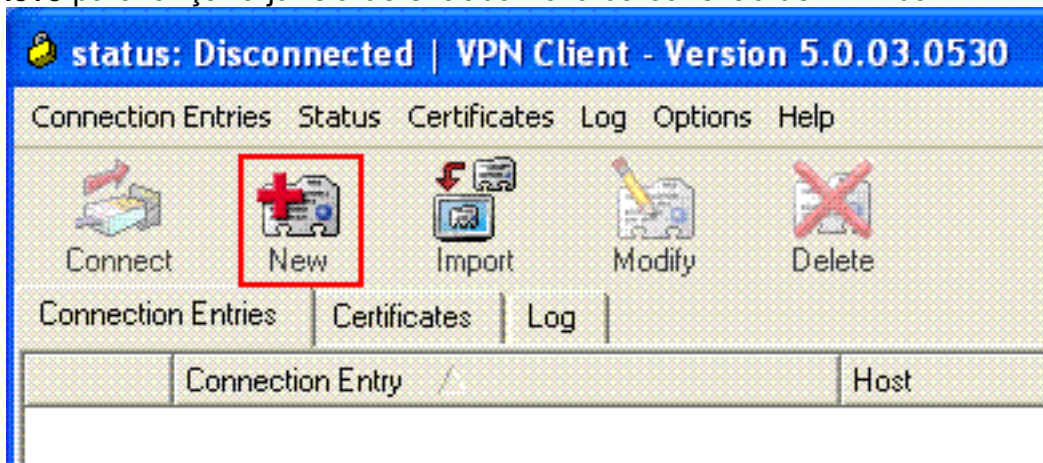 status: Disconnected | VPN Client - Version 5.0.03.0530
Connection Entries Status Certificates Log Options Help
Connect New Import Modify Delete
Connection Entries Certificates Log
Connection Entry Host